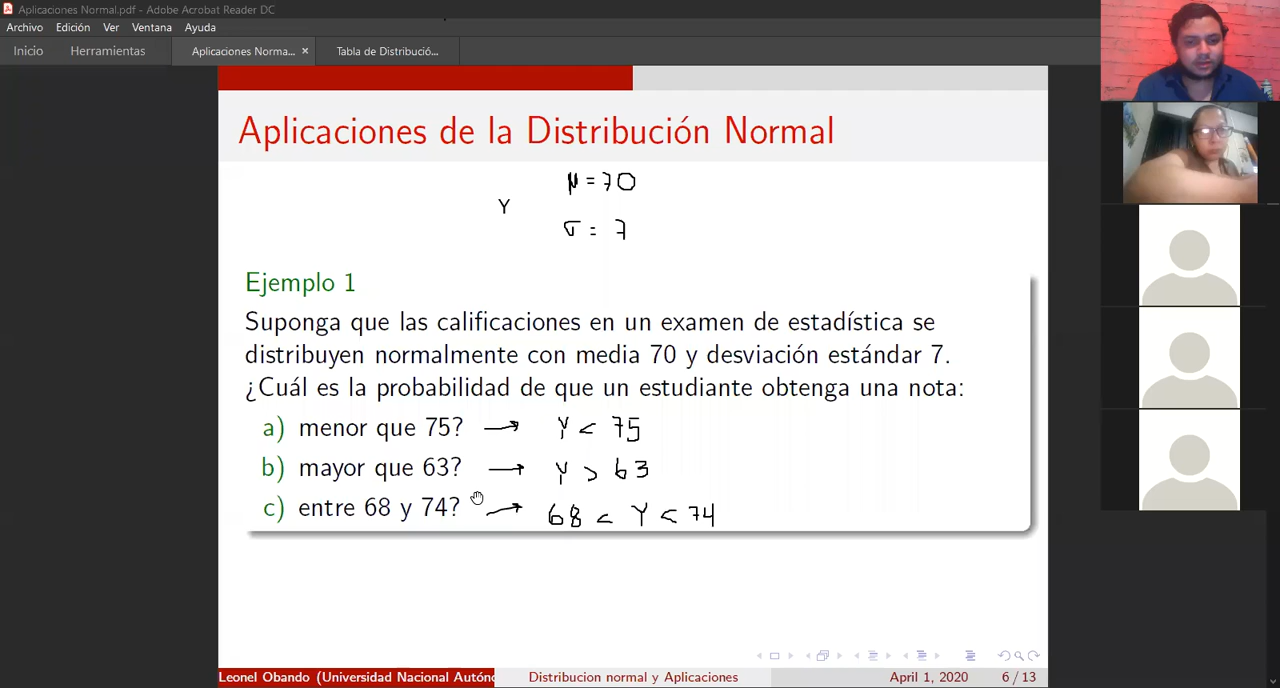 Aplicaciones Normal.pdf - Adobe Acrobat Reader DC
Archivo Edición Ver Ventana Ayuda
Inicio Herramientas Aplicaciones Norma... × Tabla de Distribució...
Aplicaciones de la Distribución Normal
μ = 70
Y
σ = 7
Ejemplo 1
Suponga que las calificaciones en un examen de estadística se
distribuyen normalmente con media 70 y desviación estándar 7.
¿Cuál es la probabilidad de que un estudiante obtenga una nota:
a) menor que 75? → Y < 75
b) mayor que 63? → Y > 63
c) entre 68 y 74? → 68 < Y < 74
Leonel Obando (Universidad Nacional Autónc Distribucion normal y Aplicaciones April 1, 2020 6 / 13